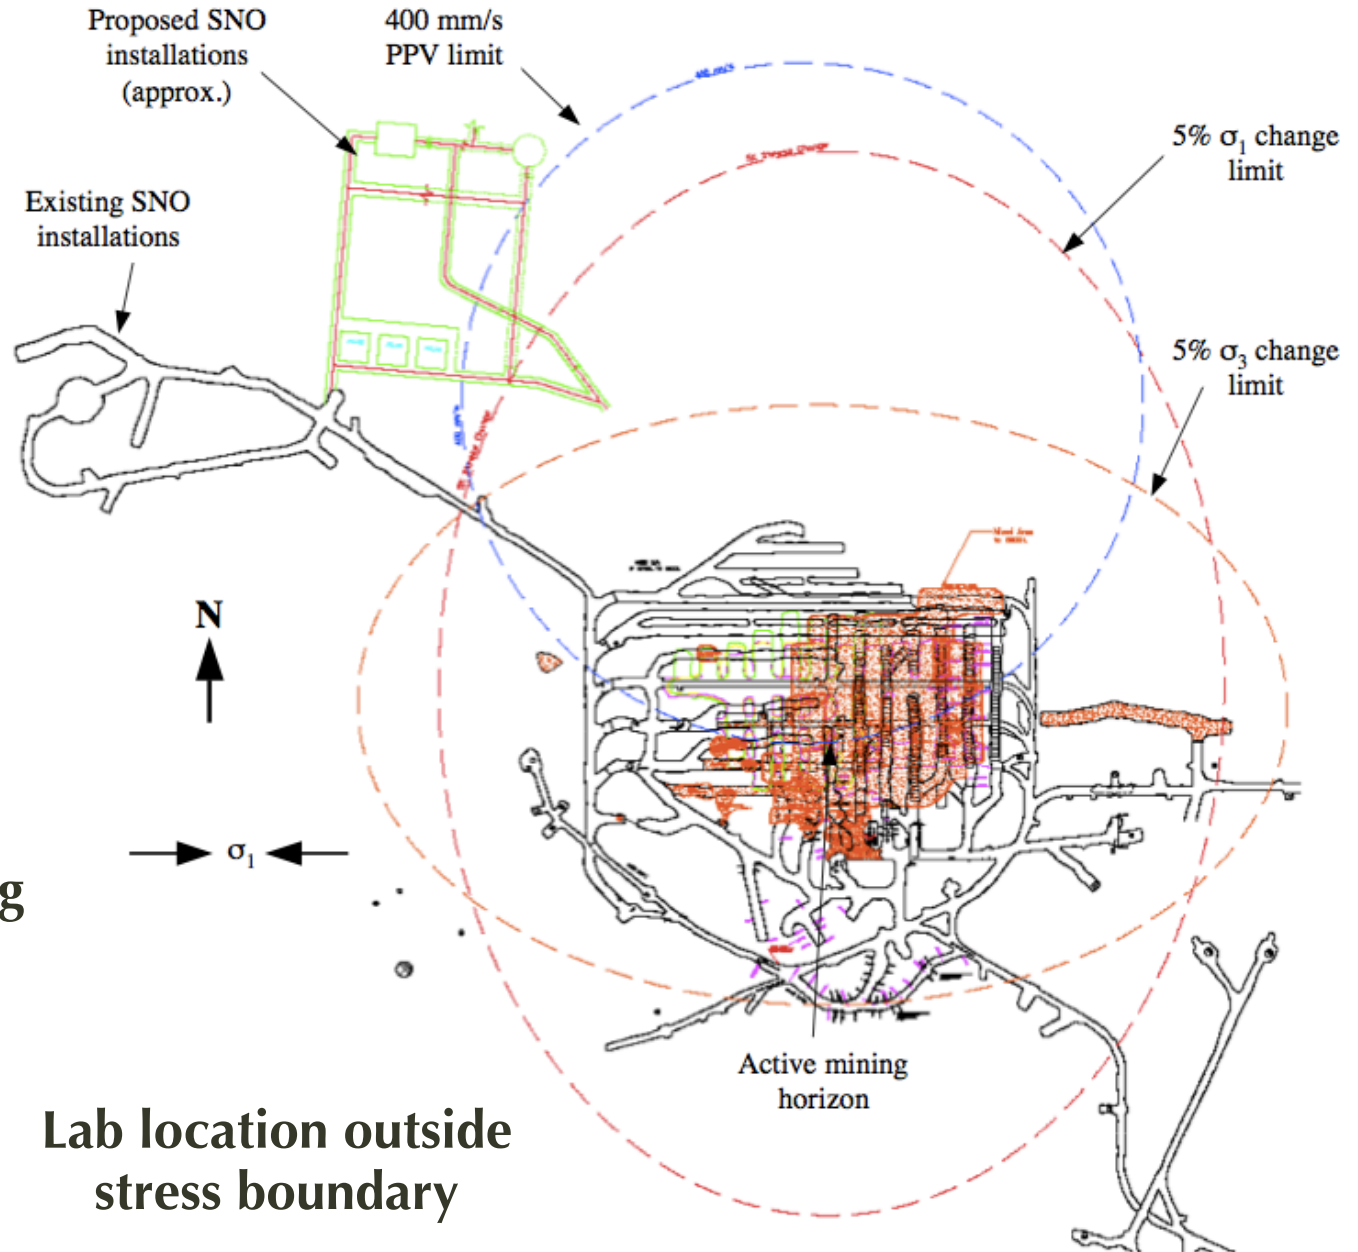 Proposed SNO
installations
(approx.)
400 mm/s
PPV limit
5% σ1 change
limit
Existing SNO
installations
5% σ3 change
limit
N
σ1
g
Active mining
horizon
Lab location outside
stress boundary